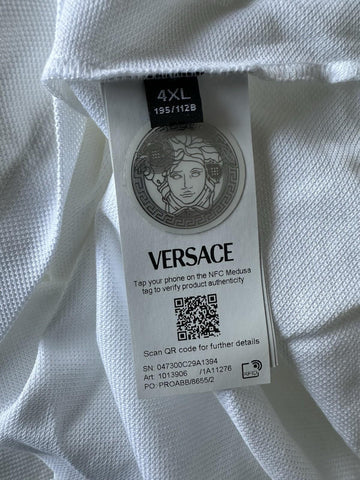 4XL
195/112B
VERSACE
Tap your phone on the NFC Medusa
tag to verify product authenticity
Scan QR code for further details
SN: 047300C29A1394
Art: 1013906 /1A11276
PO: PROABB/8655/2